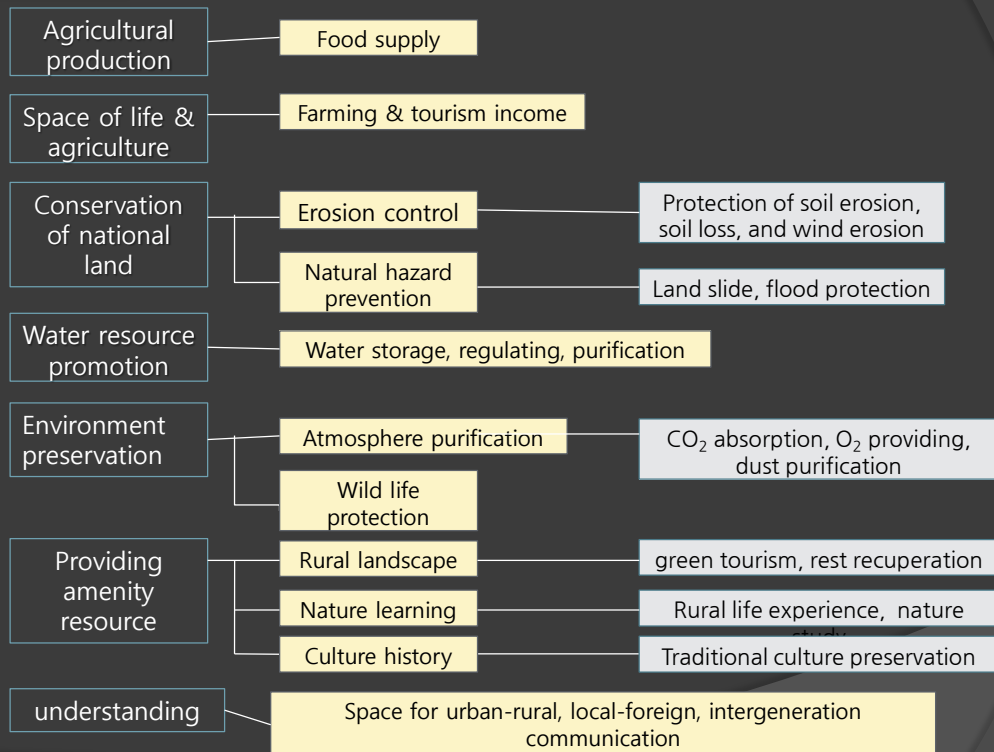 Agricultural
production
Food supply
Space of life &
agriculture
Farming & tourism income
Conservation
of national
land
Erosion control
Protection of soil erosion,
soil loss, and wind erosion
Natural hazard
prevention
Land slide, flood protection
Water resource
promotion
Water storage, regulating, purification
Environment
preservation
Atmosphere purification
CO₂ absorption, O₂ providing,
dust purification
Wild life
protection
Providing
amenity
resource
Rural landscape
green tourism, rest recuperation
Nature learning
Rural life experience, nature
study
Culture history
Traditional culture preservation
understanding
Space for urban-rural, local-foreign, intergeneration
communication